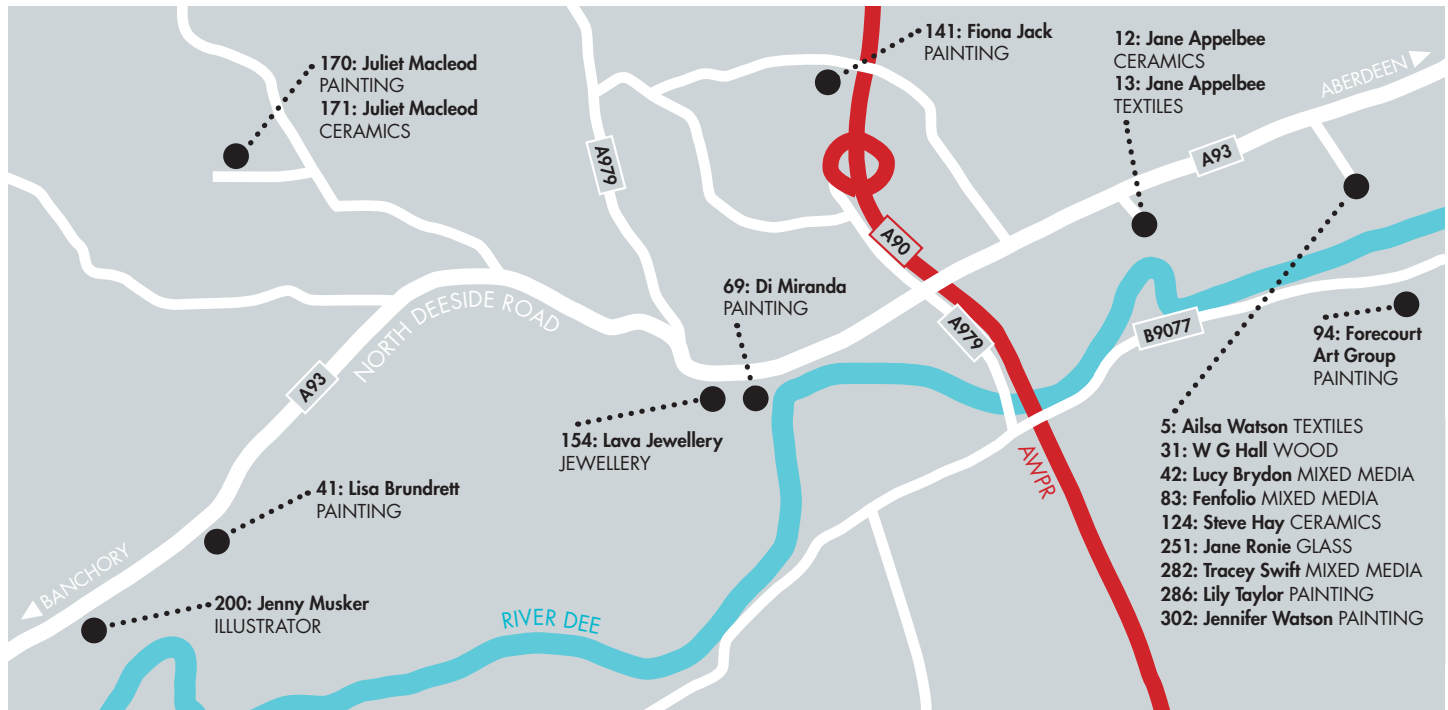 170: Juliet Macleod
PAINTING
171: Juliet Macleod
CERAMICS
141: Fiona Jack
PAINTING
12: Jane Appelbee
CERAMICS
13: Jane Appelbee
TEXTILES
ABERDEEN
A979
A93
A90
69: Di Miranda
PAINTING
NORTH DEESIDE ROAD
A979
B9077
94: Forecourt
Art Group
PAINTING
A93
154: Lava Jewellery
JEWELLERY
AWPR
5: Ailsa Watson TEXTILES
31: W G Hall WOOD
42: Lucy Brydon MIXED MEDIA
83: Fenfolio MIXED MEDIA
124: Steve Hay CERAMICS
251: Jane Ronie GLASS
282: Tracey Swift MIXED MEDIA
286: Lily Taylor PAINTING
302: Jennifer Watson PAINTING
41: Lisa Brundrett
PAINTING
BANCHORY
200: Jenny Musker
ILLUSTRATOR
RIVER DEE